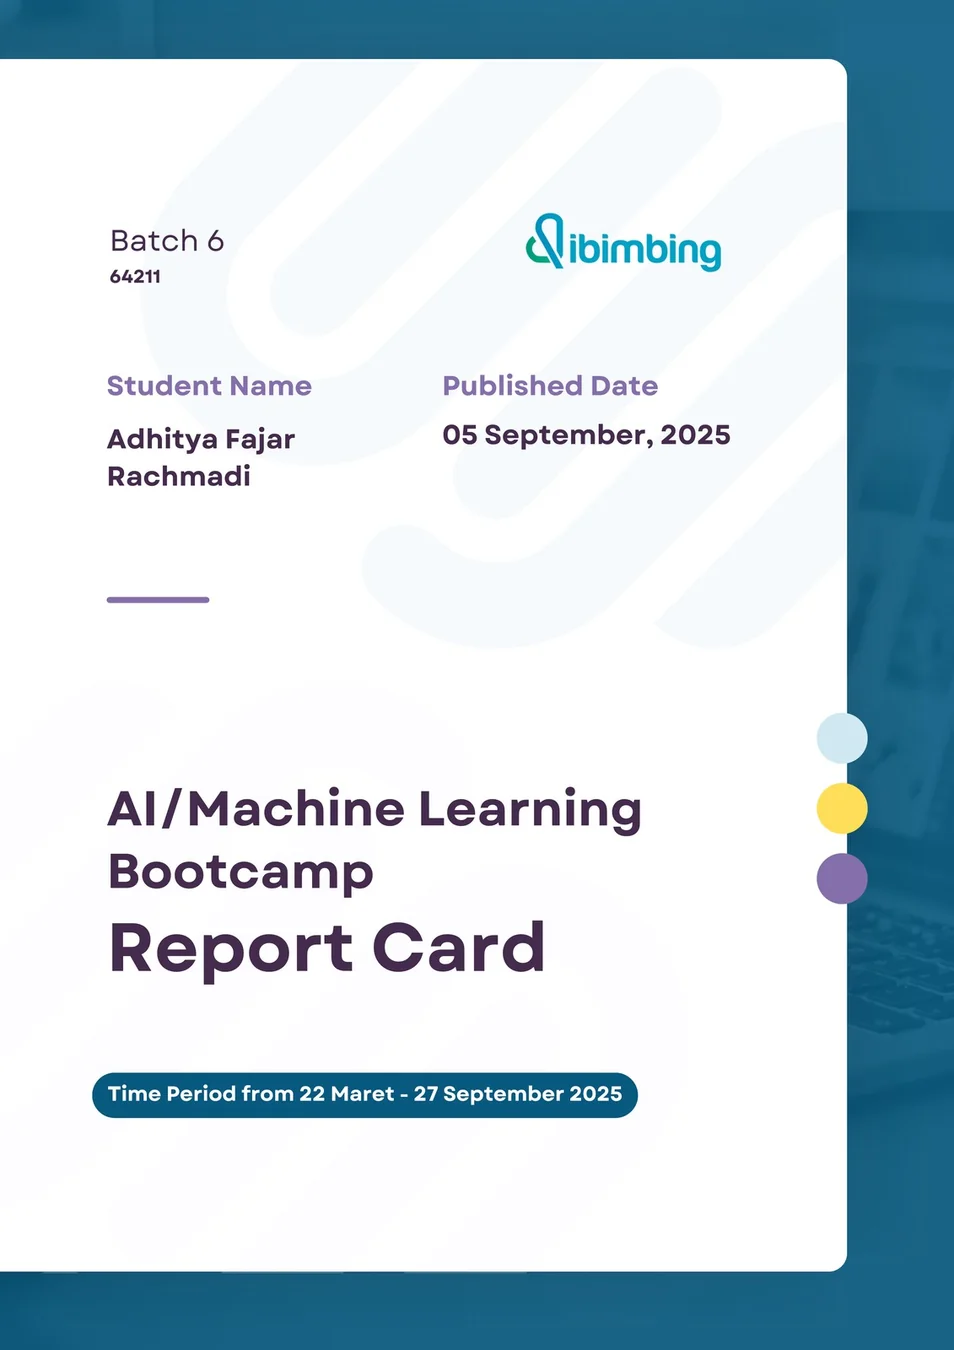 Batch 6
64211
ibimbing
Student Name
Adhitya Fajar
Rachmadi
Published Date
05 September, 2025
AI/Machine Learning
Bootcamp
Report Card
Time Period from 22 Maret - 27 September 2025